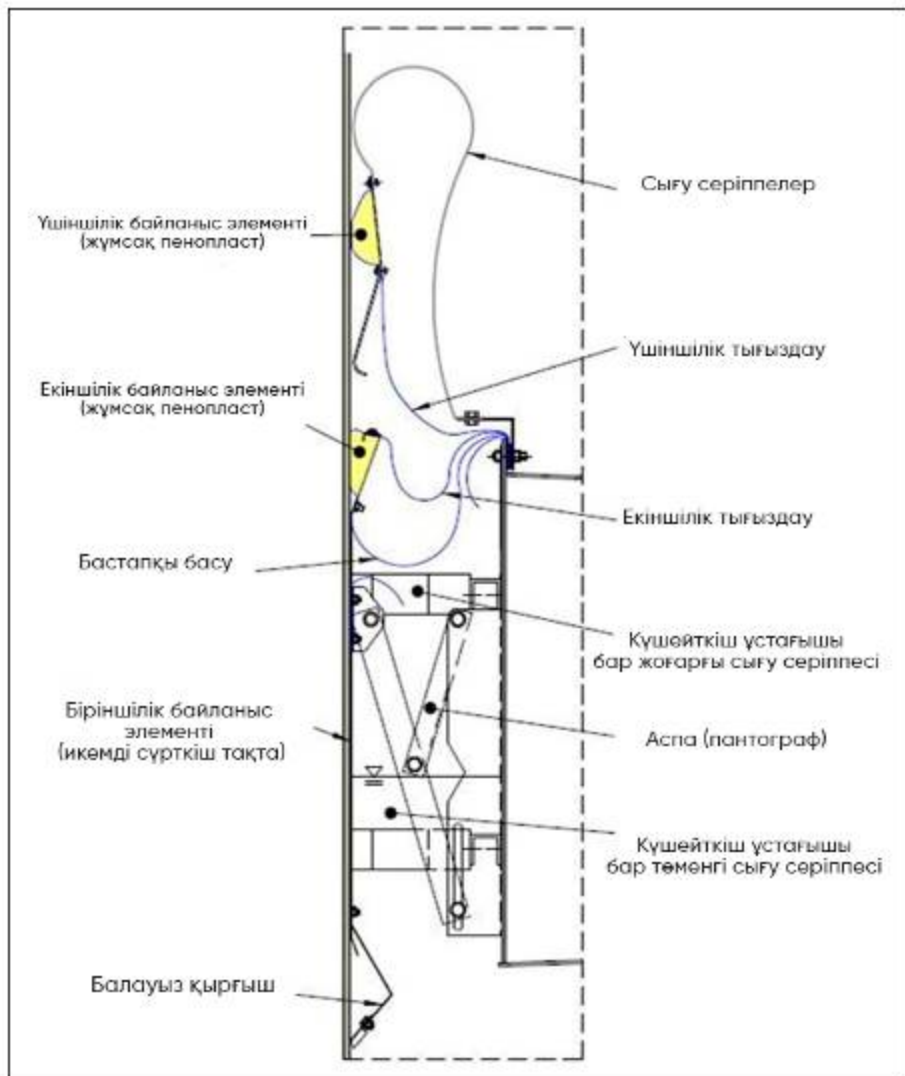 Сығу серіппелер
Үшіншілік байланыс элементі
(жұмсақ пенопласт)
Үшіншілік тығыздау
Екіншілік байланыс элементі
(жұмсақ пенопласт)
Екіншілік тығыздау
Бастапқы басу
Күшейткіш ұстағышы
бар жоғарғы сығу серіппесі
Біріншілік байланыс
элементі
(икемді сүрткіш тақта)
Аспа (пантограф)
Күшейткіш ұстағышы
бар төменгі сығу серіппесі
Балауыз қырғыш